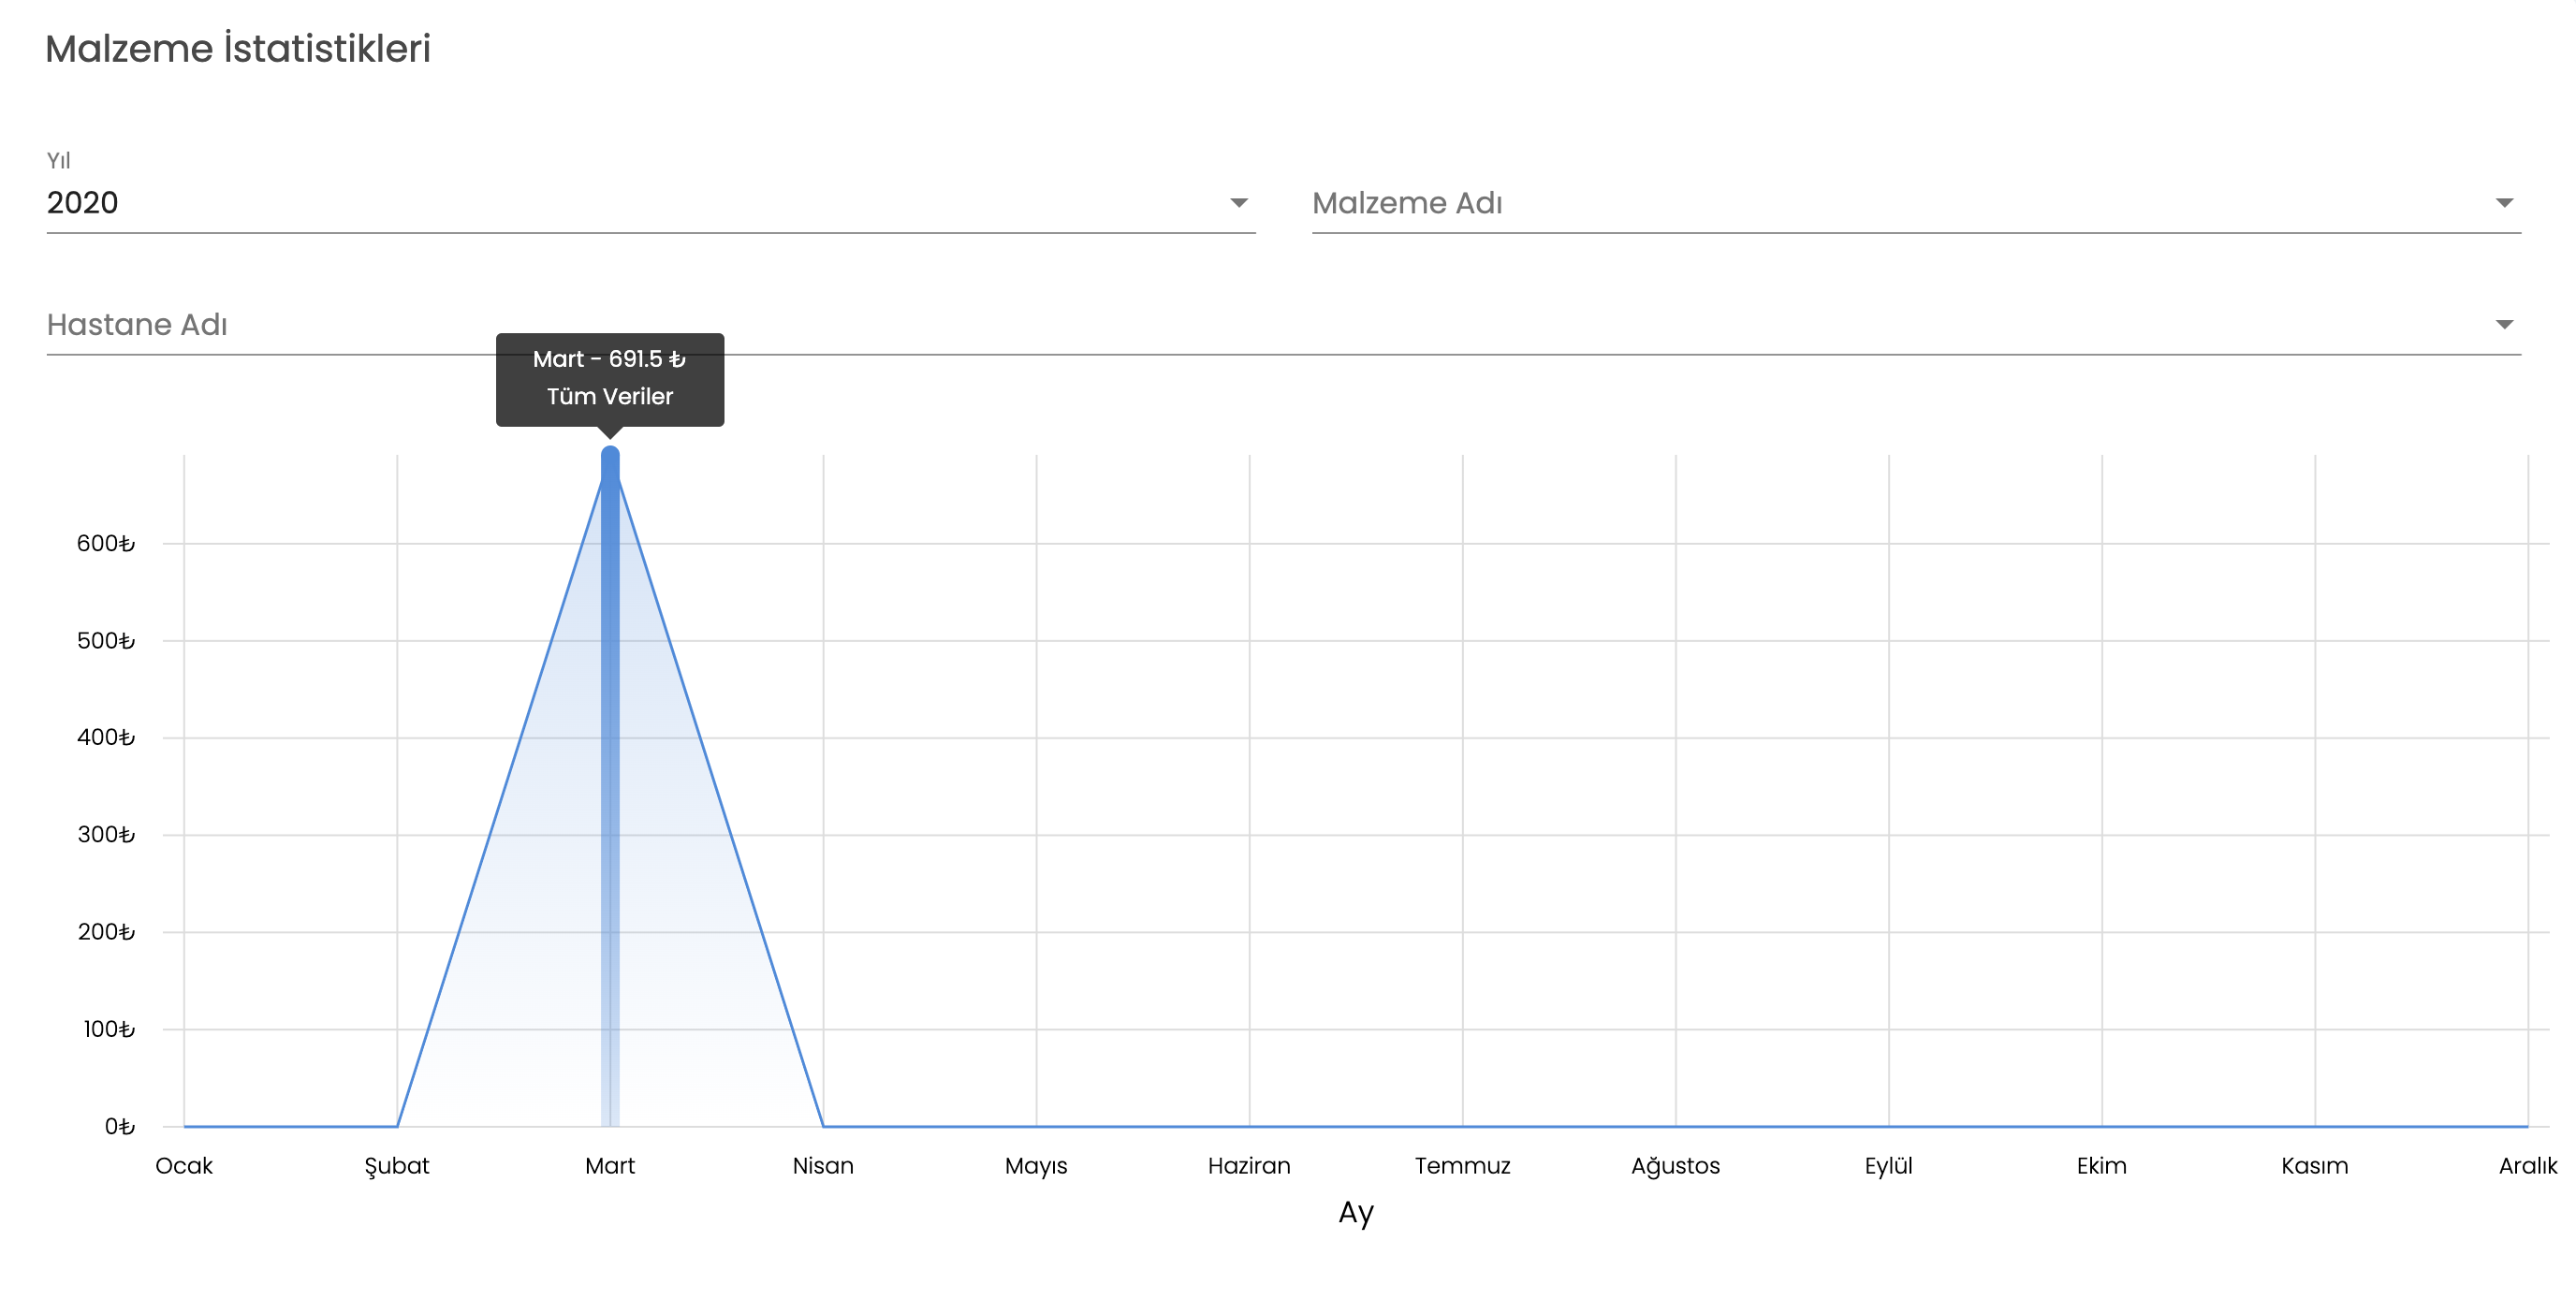 Malzeme İstatistikleri
Yıl
2020
Malzeme Adı
Hastane Adı
Mart - 691.5 ₺
Tüm Veriler
600₺
500₺
400₺
300₺
200₺
100₺
0₺
Ocak Şubat Mart Nisan Mayıs Haziran Temmuz Ağustos Eylül Ekim Kasım Aralık
Ay